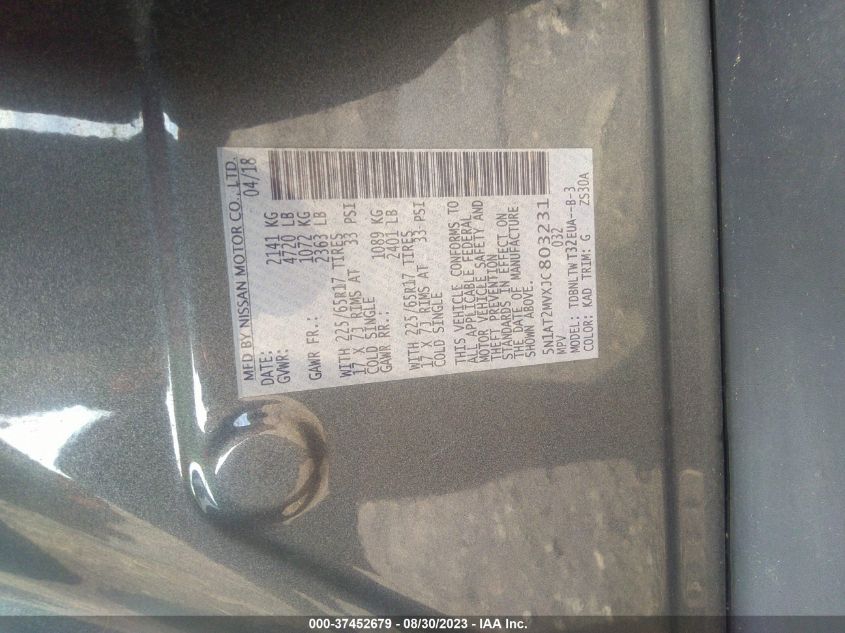 MFD BY NISSAN MOTOR CO., LTD.
DATE: 04/18
GVWR: 2141 KG
4720 LB
GAWR FR.: 1072 KG
2363 LB
WITH 225/65R17 TIRES
17 X 7J RIMS AT 33 PSI
COLD SINGLE
GAWR RR.: 1089 KG
2401 LB
WITH 225/65R17 TIRES
17 X 7J RIMS AT 33 PSI
COLD SINGLE
THIS VEHICLE CONFORMS TO
ALL APPLICABLE FEDERAL
MOTOR VEHICLE SAFETY AND
THEFT PREVENTION
STANDARDS IN EFFECT ON
THE DATE OF MANUFACTURE
SHOWN ABOVE.
5N1AT2MVXJC803231
MPV 032
MODEL: TDBNLTWT32EUA--B-3
COLOR: KAD TRIM: G ZS30A
000-37452679 / 08/30/2023 - IAA Inc.